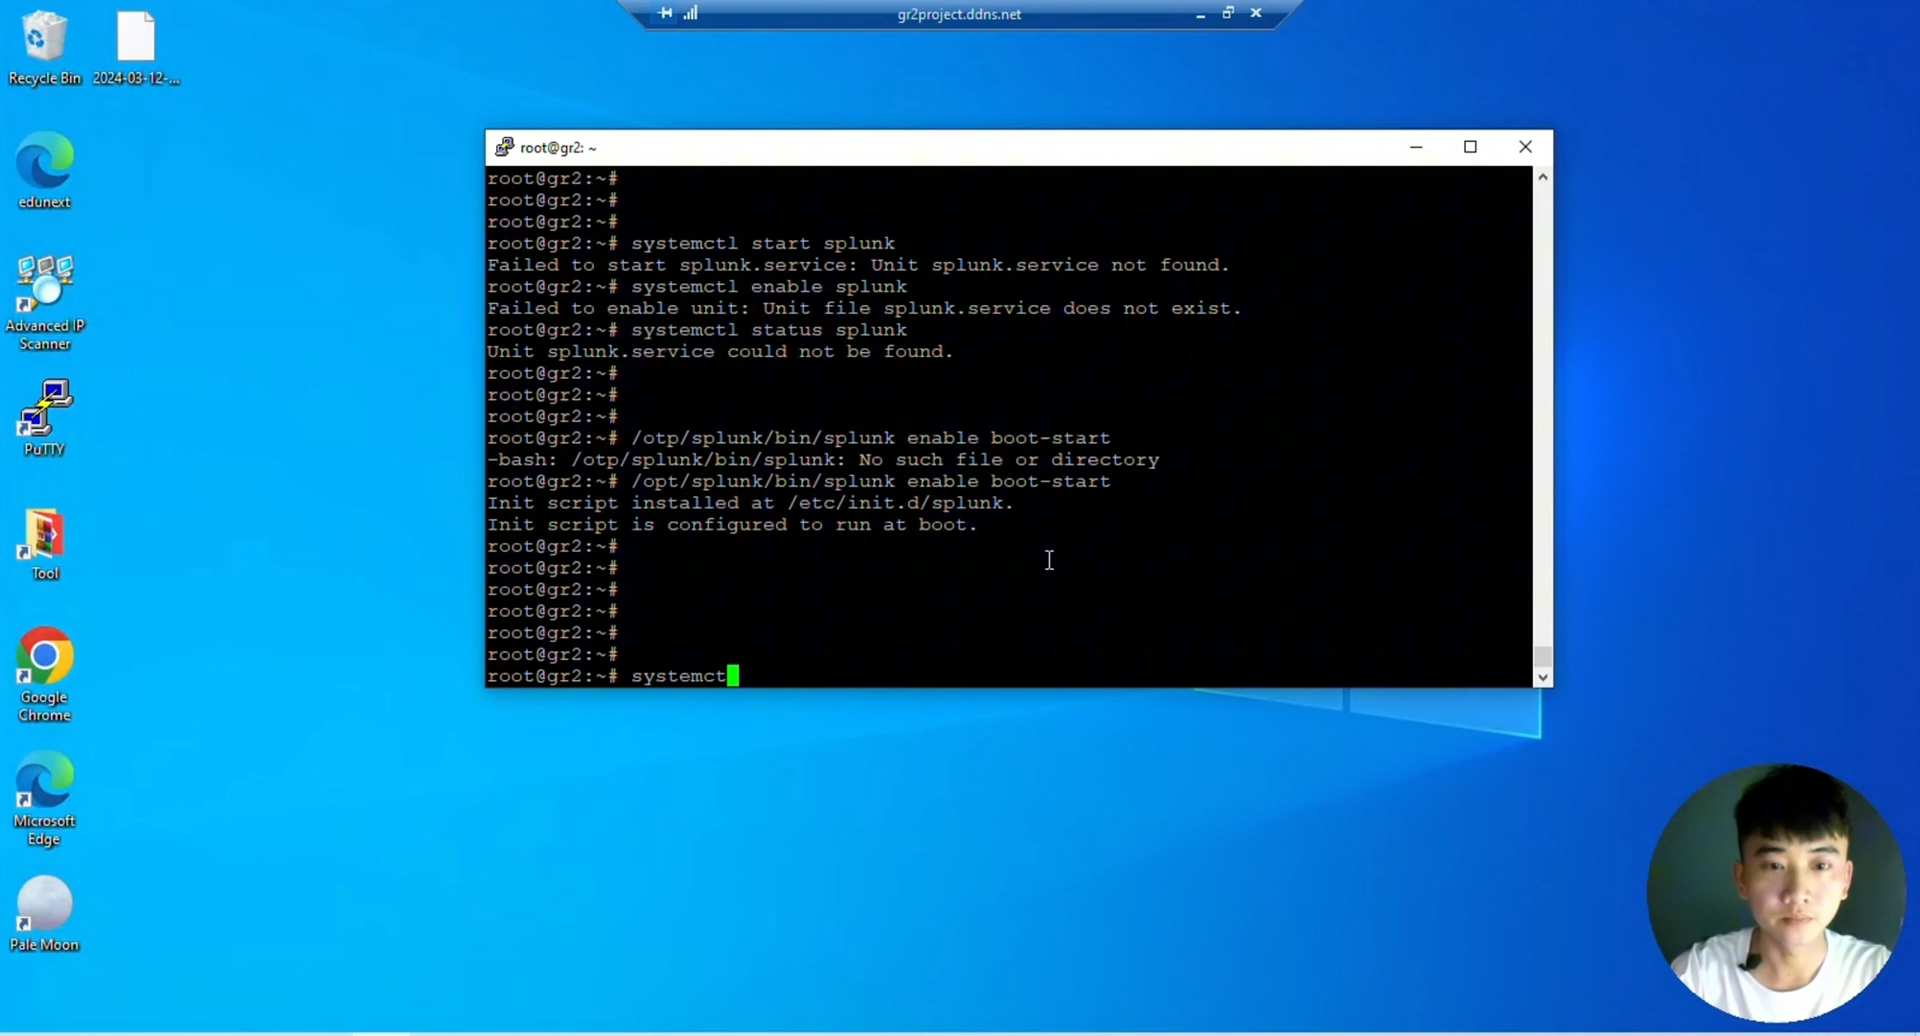 gr2project.ddns.net
Recycle Bin
2024-03-12-...
edunext
Advanced IP
Scanner
PuTTY
Tool
Google
Chrome
Microsoft
Edge
Pale Moon
root@gr2: ~
root@gr2:~#
root@gr2:~#
root@gr2:~#
root@gr2:~# systemctl start splunk
Failed to start splunk.service: Unit splunk.service not found.
root@gr2:~# systemctl enable splunk
Failed to enable unit: Unit file splunk.service does not exist.
root@gr2:~# systemctl status splunk
Unit splunk.service could not be found.
root@gr2:~#
root@gr2:~#
root@gr2:~#
root@gr2:~# /otp/splunk/bin/splunk enable boot-start
-bash: /otp/splunk/bin/splunk: No such file or directory
root@gr2:~# /opt/splunk/bin/splunk enable boot-start
Init script installed at /etc/init.d/splunk.
Init script is configured to run at boot.
root@gr2:~#
root@gr2:~#
root@gr2:~#
root@gr2:~#
root@gr2:~#
root@gr2:~#
root@gr2:~# systemct